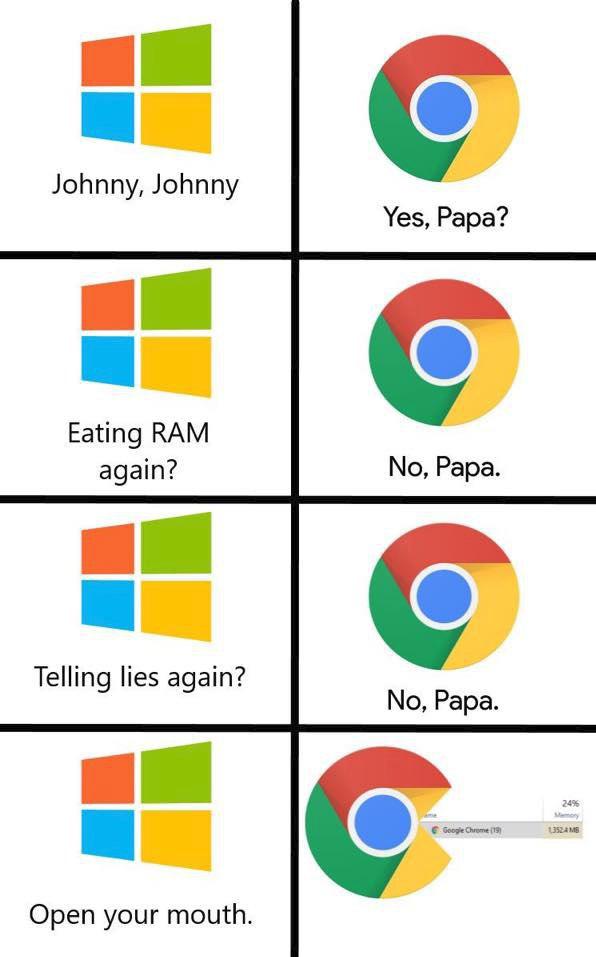 Johnny, Johnny
Yes, Papa?
Eating RAM
again?
No, Papa.
Telling lies again?
No, Papa.
Open your mouth.
24%
ame Memory
Google Chrome (19) 1,352.4 MB